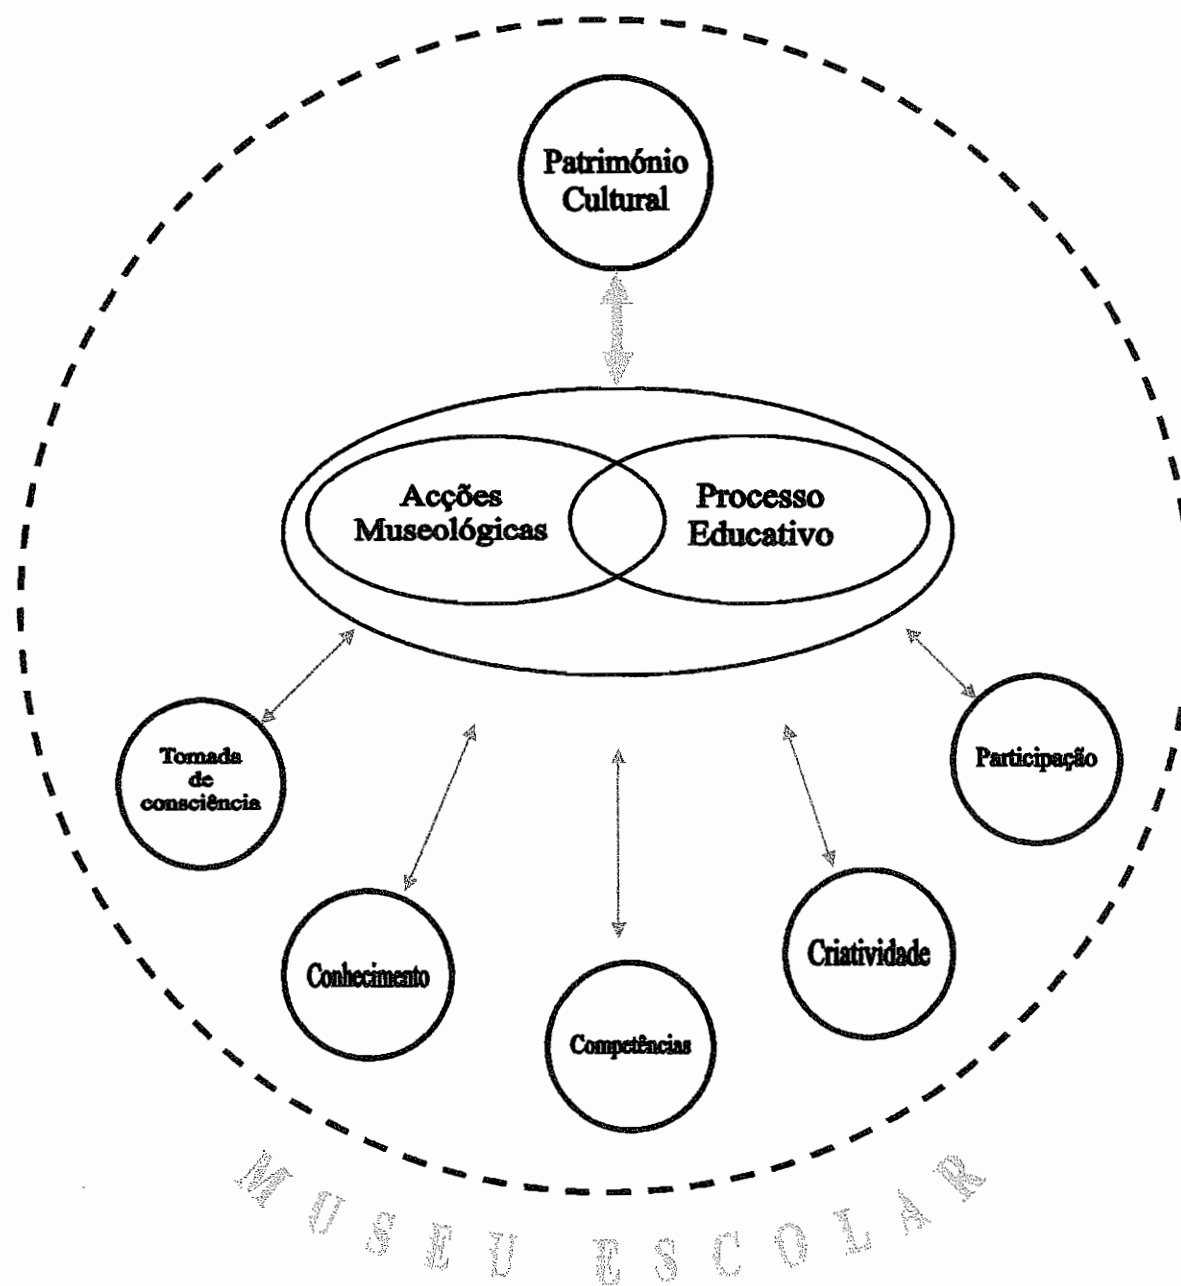 Património
Cultural
Acções
Museológicas
Processo
Educativo
Tomada
de
consciência
Participação
Conhecimento
Criatividade
Competências
MUSEU ESCOLAR